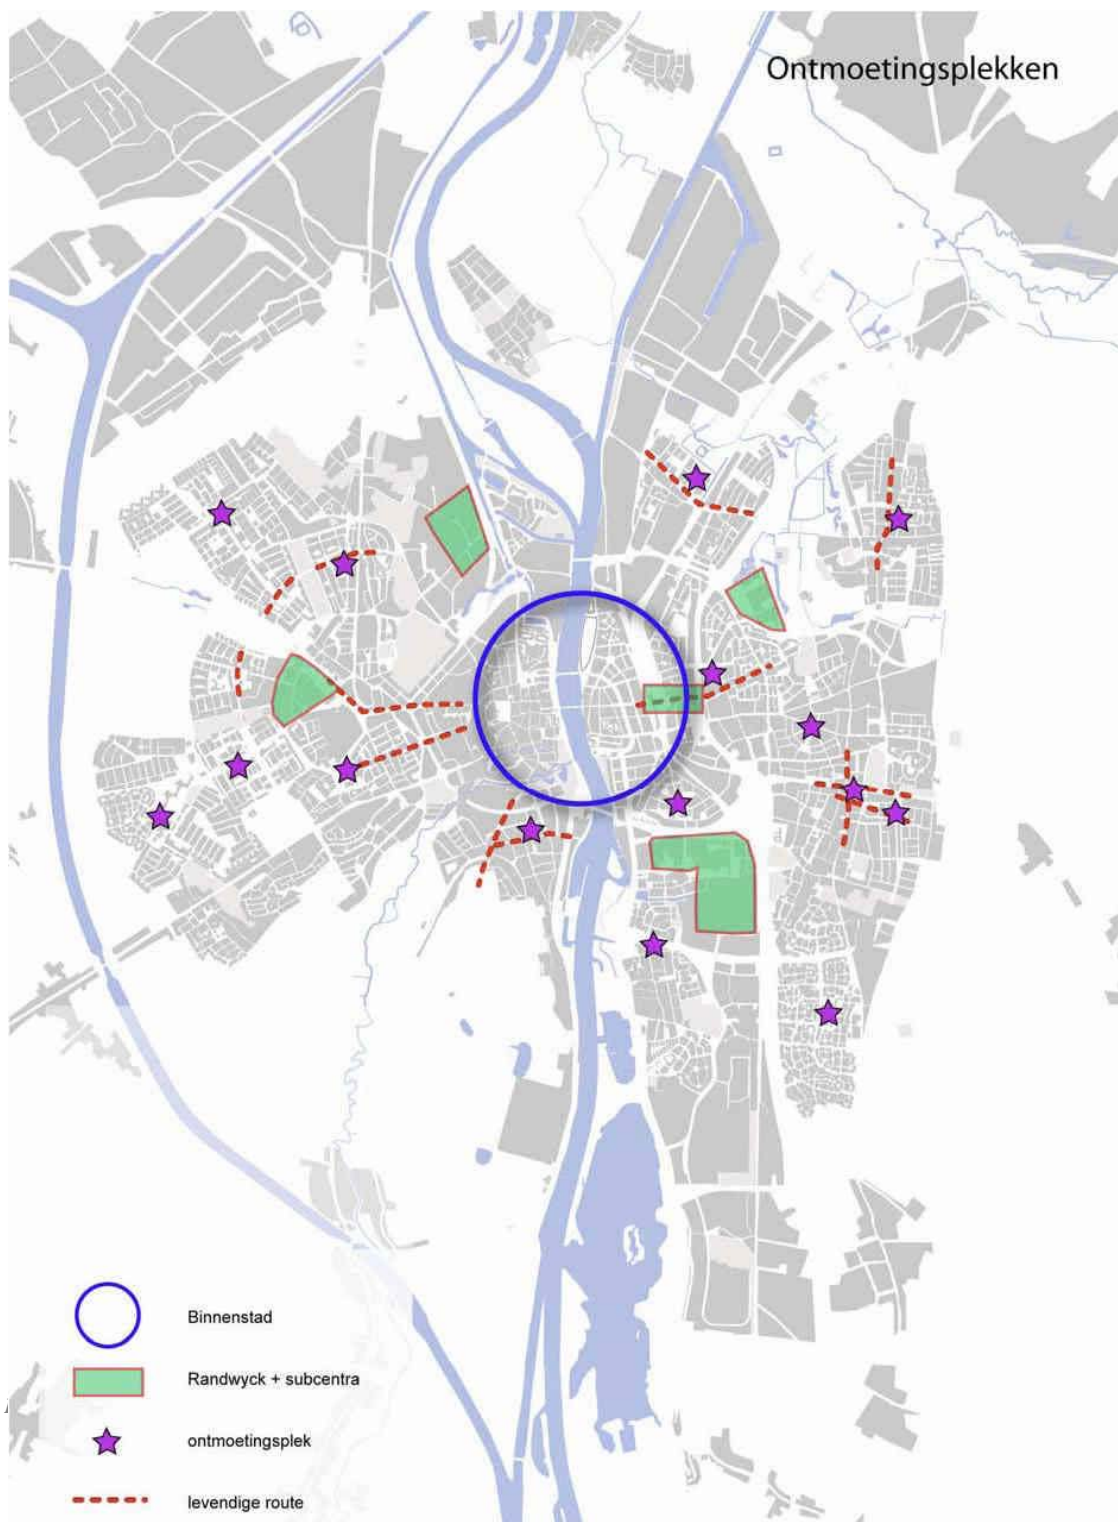 Ontmoetingsplekken
Binnenstad
Randwyck + subcentra
ontmoetingsplek
levendige route